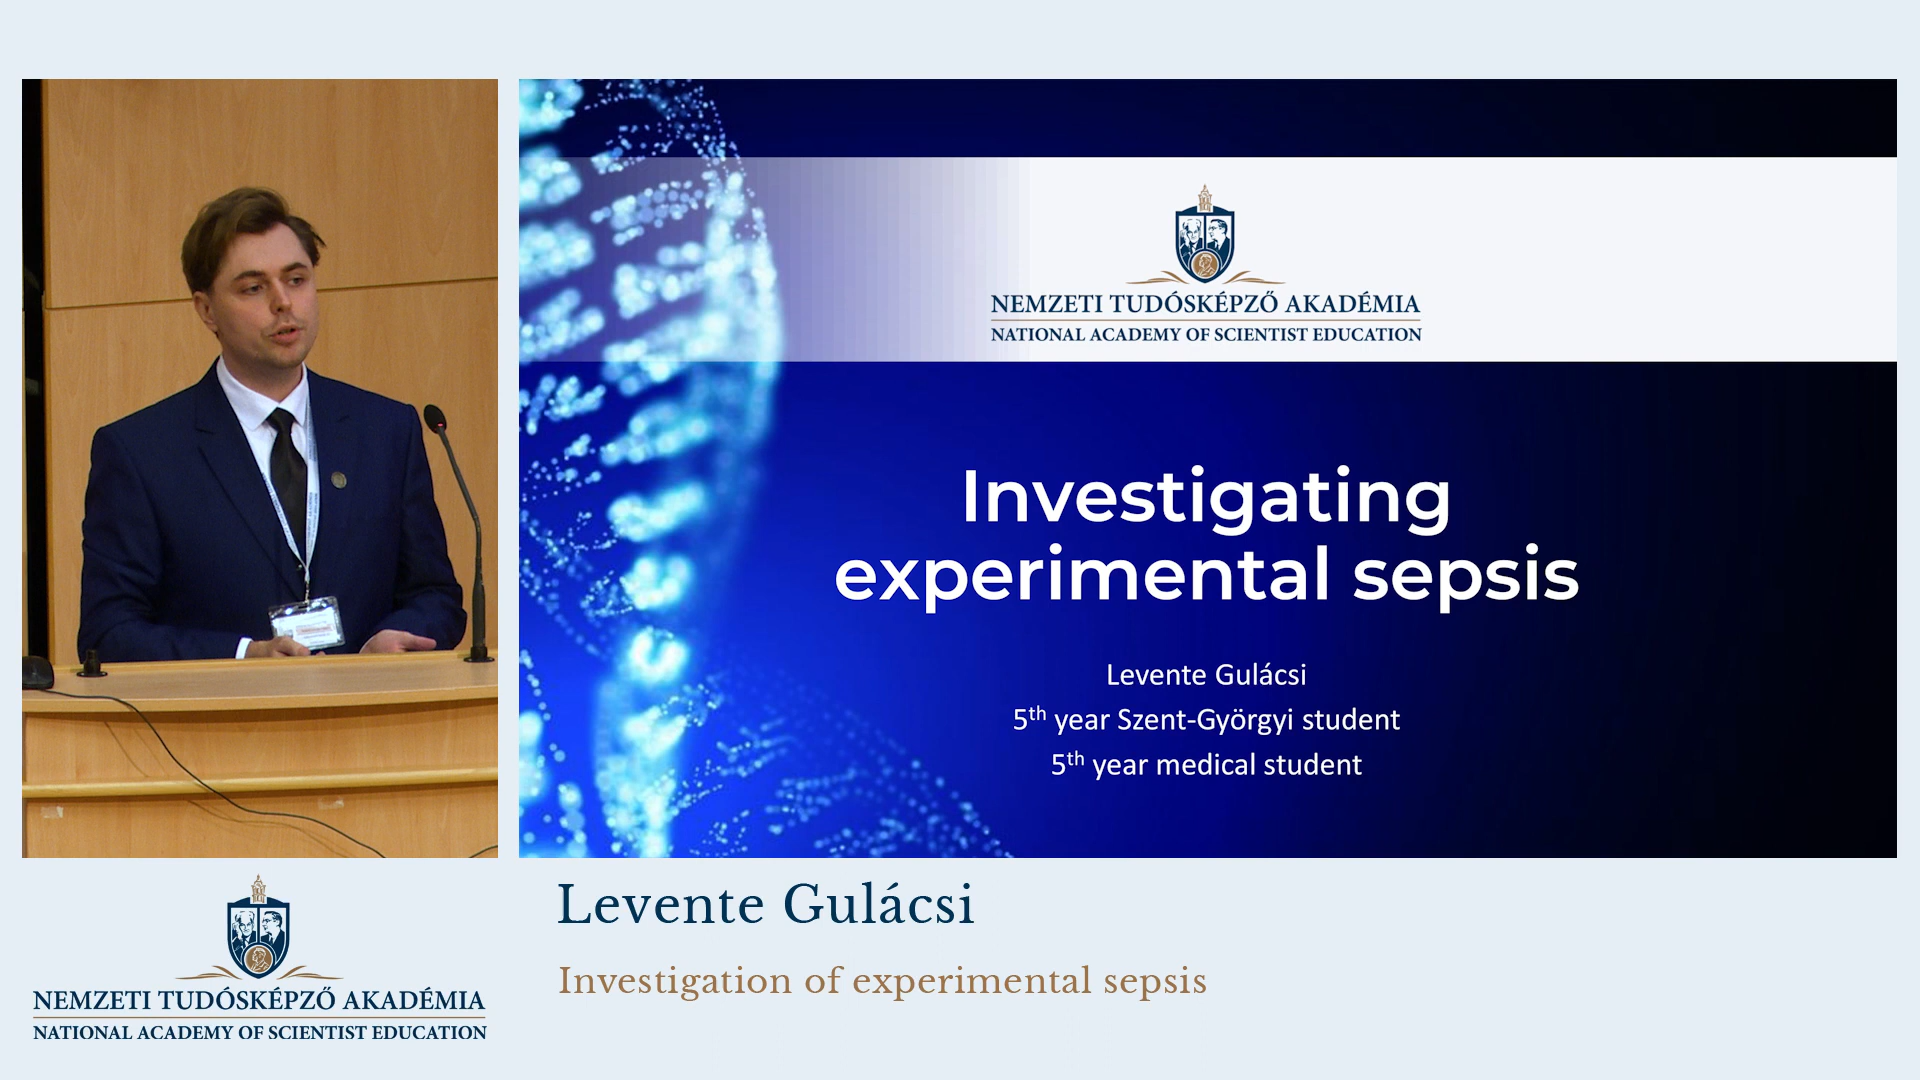 NEMZETI TUDÓSKÉPZŐ AKADÉMIA
NATIONAL ACADEMY OF SCIENTIST EDUCATION
Investigating
experimental sepsis
Levente Gulácsi
5th year Szent-Györgyi student
5th year medical student
Levente Gulácsi
Investigation of experimental sepsis
NEMZETI TUDÓSKÉPZŐ AKADÉMIA
NATIONAL ACADEMY OF SCIENTIST EDUCATION